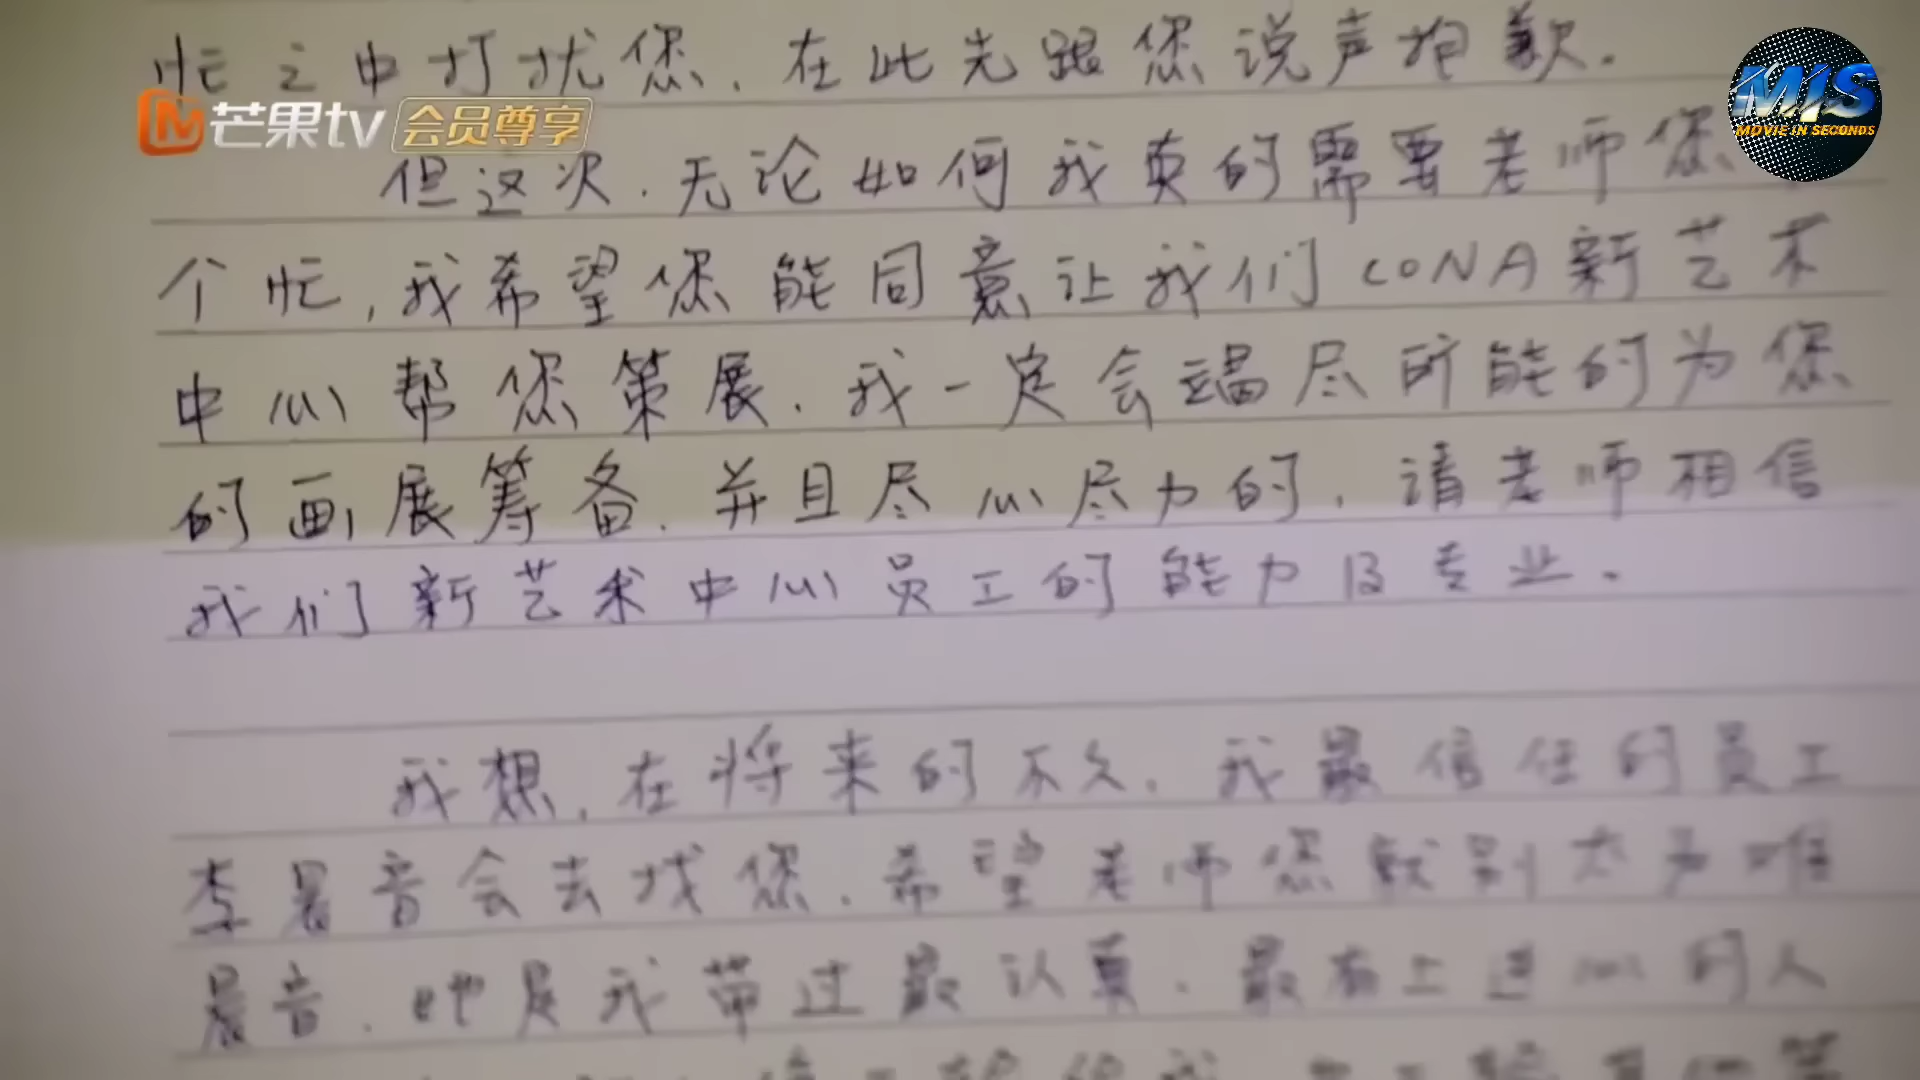 忙之中打扰您，在此先跟您说声抱歉.
芒果tv 会员尊享
MIS
MOVIE IN SECONDS
但这次，无论如何我真的需要老师您
个忙，我希望您能同意让我们CONA新艺术
中心帮您策展，我一定会竭尽所能的为您
的画展筹备，并且尽心尽力的，请老师相信
我们新艺术中心员工的能力及专业.
我想，在将来的不久，我最信任的员工
李晨音会去找您，希望老师您就别太为难
晨音，她是我带过最认真、最有上进心的人